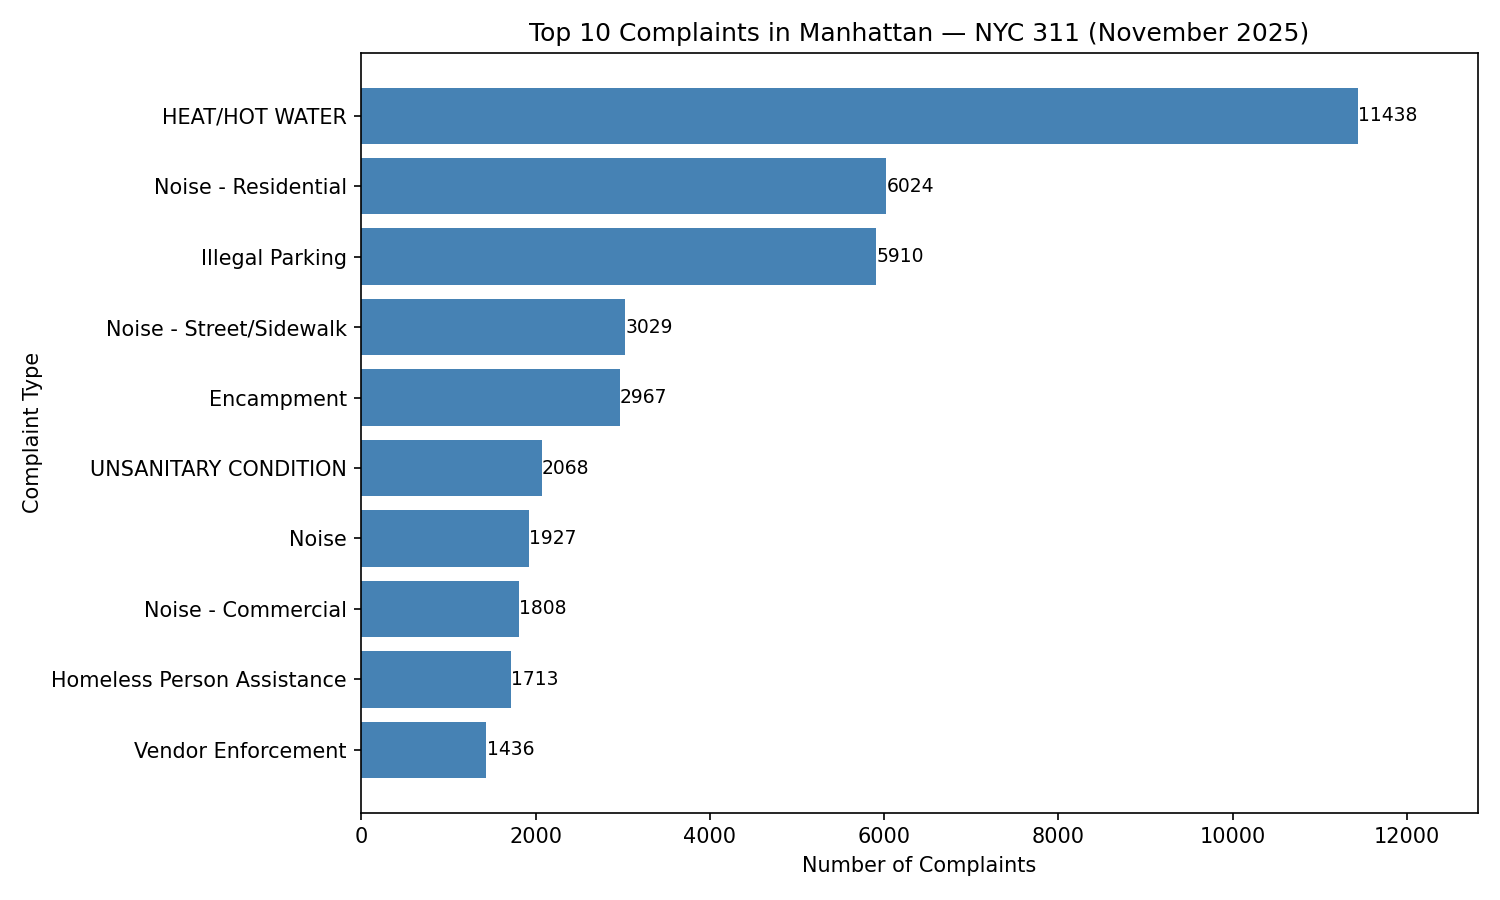 Top 10 Complaints in Manhattan — NYC 311 (November 2025)
Complaint Type
HEAT/HOT WATER 11438
Noise - Residential 6024
Illegal Parking 5910
Noise - Street/Sidewalk 3029
Encampment 2967
UNSANITARY CONDITION 2068
Noise 1927
Noise - Commercial 1808
Homeless Person Assistance 1713
Vendor Enforcement 1436
0 2000 4000 6000 8000 10000 12000
Number of Complaints